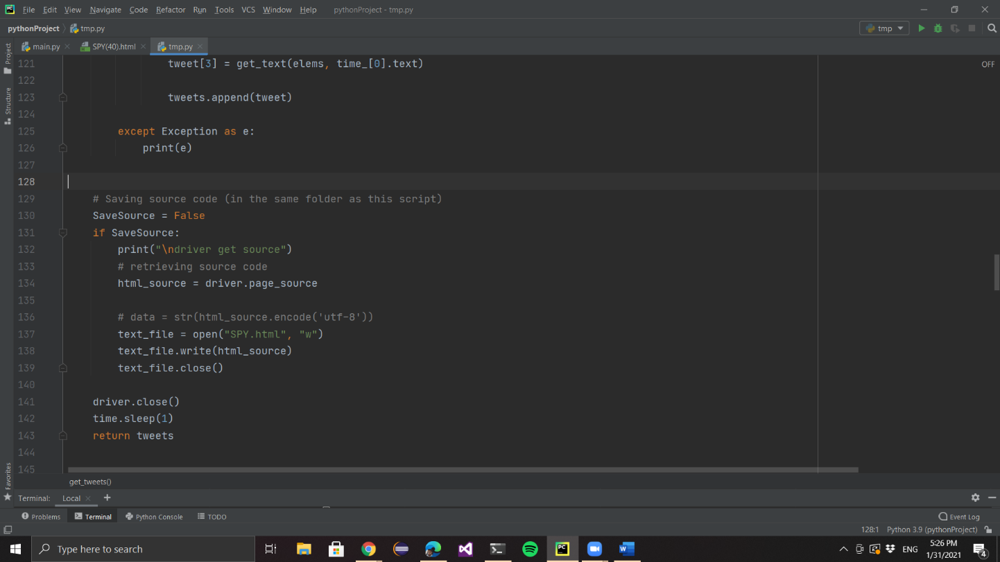 File Edit View Navigate Code Refactor Run Tools VCS Window Help pythonProject - tmp.py
pythonProject tmp.py tmp
main.py SPY(40).html tmp.py
Project
Structure
Favorites
OFF
121 tweet[3] = get_text(elems, time_[0].text)
122
123 tweets.append(tweet)
124
125 except Exception as e:
126 print(e)
127
128
129 # Saving source code (in the same folder as this script)
130 SaveSource = False
131 if SaveSource:
132 print("\ndriver get source")
133 # retrieving source code
134 html_source = driver.page_source
135
136 # data = str(html_source.encode('utf-8'))
137 text_file = open("SPY.html", "w")
138 text_file.write(html_source)
139 text_file.close()
140
141 driver.close()
142 time.sleep(1)
143 return tweets
144
145
get_tweets()
Terminal: Local
Problems Terminal Python Console TODO Event Log
128:1 Python 3.9 (pythonProject)
Type here to search
ENG
5:26 PM
1/31/2021
4